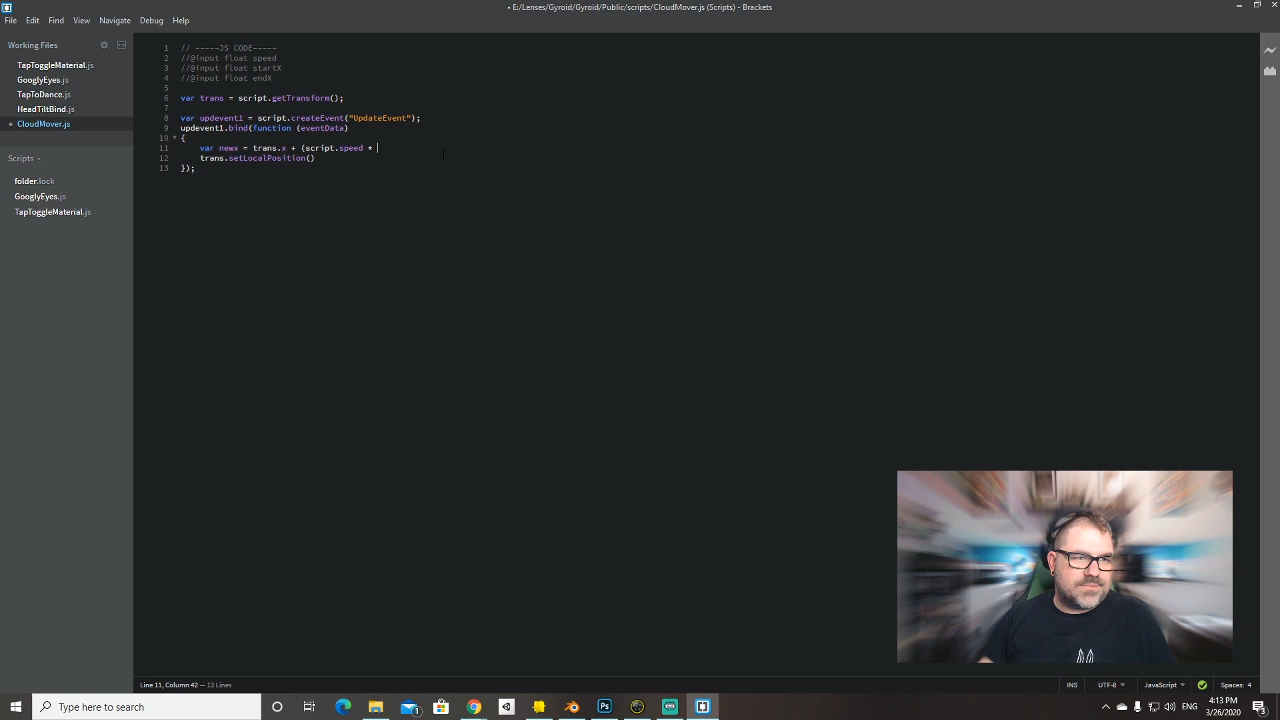 • E:/Lenses/Gyroid/Gyroid/Public/scripts/CloudMover.js (Scripts) - Brackets
File Edit Find View Navigate Debug Help
Working Files
TapToggleMaterial.js
GooglyEyes.js
TapToDance.js
HeadTiltBind.js
CloudMover.js
Scripts
folder.lock
GooglyEyes.js
TapToggleMaterial.js
1 // -----JS CODE-----
2 //@input float speed
3 //@input float startX
4 //@input float endX
5
6 var trans = script.getTransform();
7
8 var updevent1 = script.createEvent("UpdateEvent");
9 updevent1.bind(function (eventData)
10 {
11 var newx = trans.x + (script.speed *
12 trans.setLocalPosition()
13 });
Line 11, Column 42 — 13 Lines
INS UTF-8 JavaScript Spaces: 4
Type here to search
ENG
4:13 PM
3/26/2020